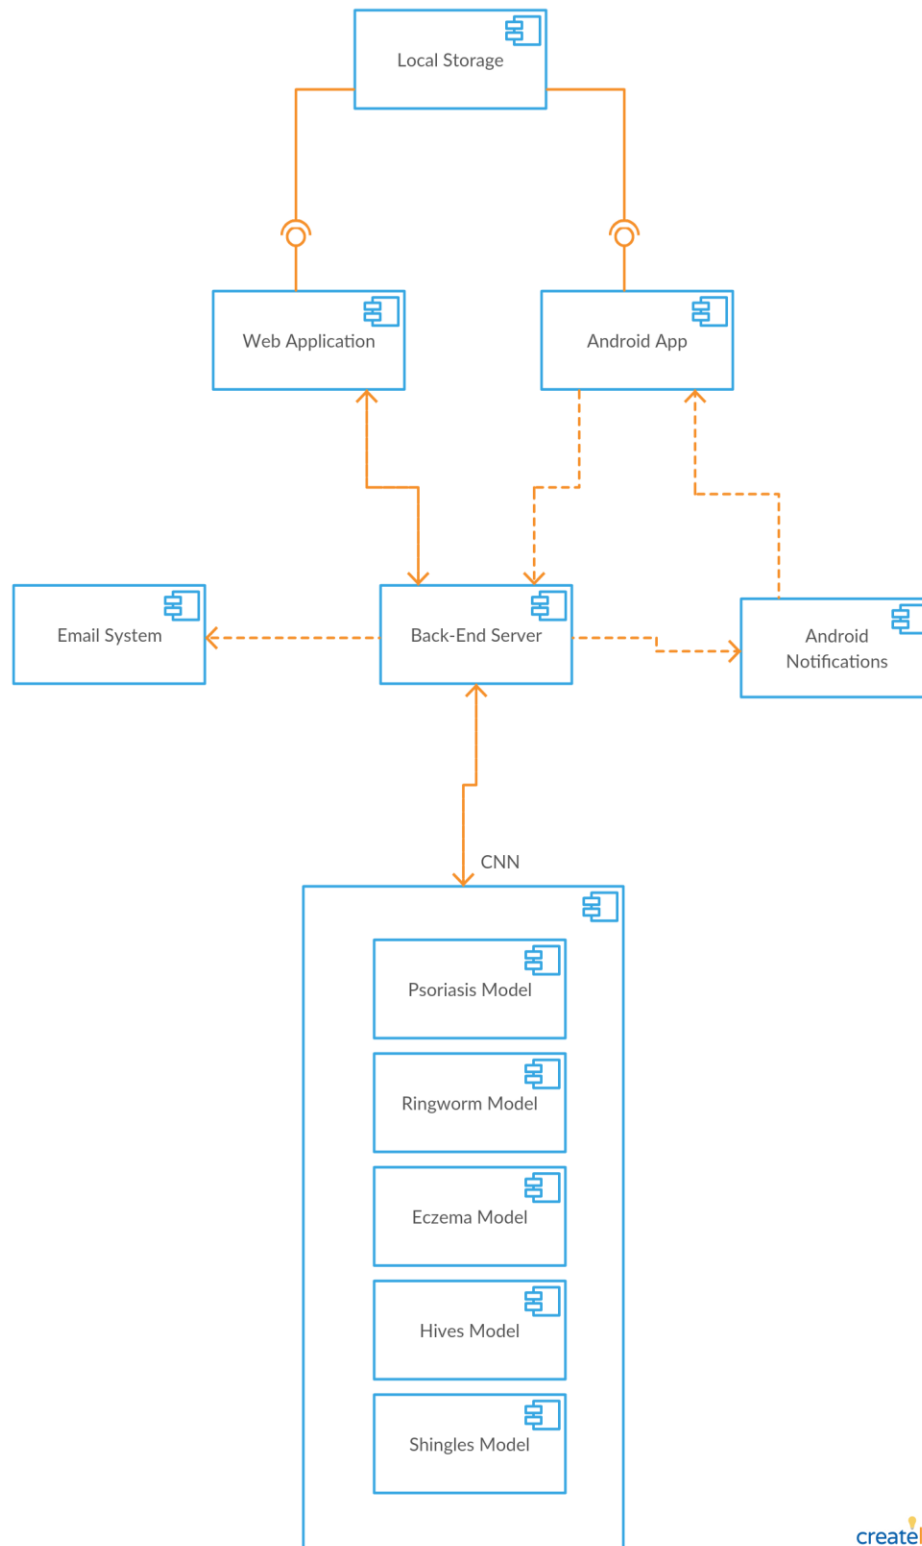 Local Storage
Web Application
Android App
Email System
Back-End Server
Android
Notifications
CNN
Psoriasis Model
Ringworm Model
Eczema Model
Hives Model
Shingles Model
create